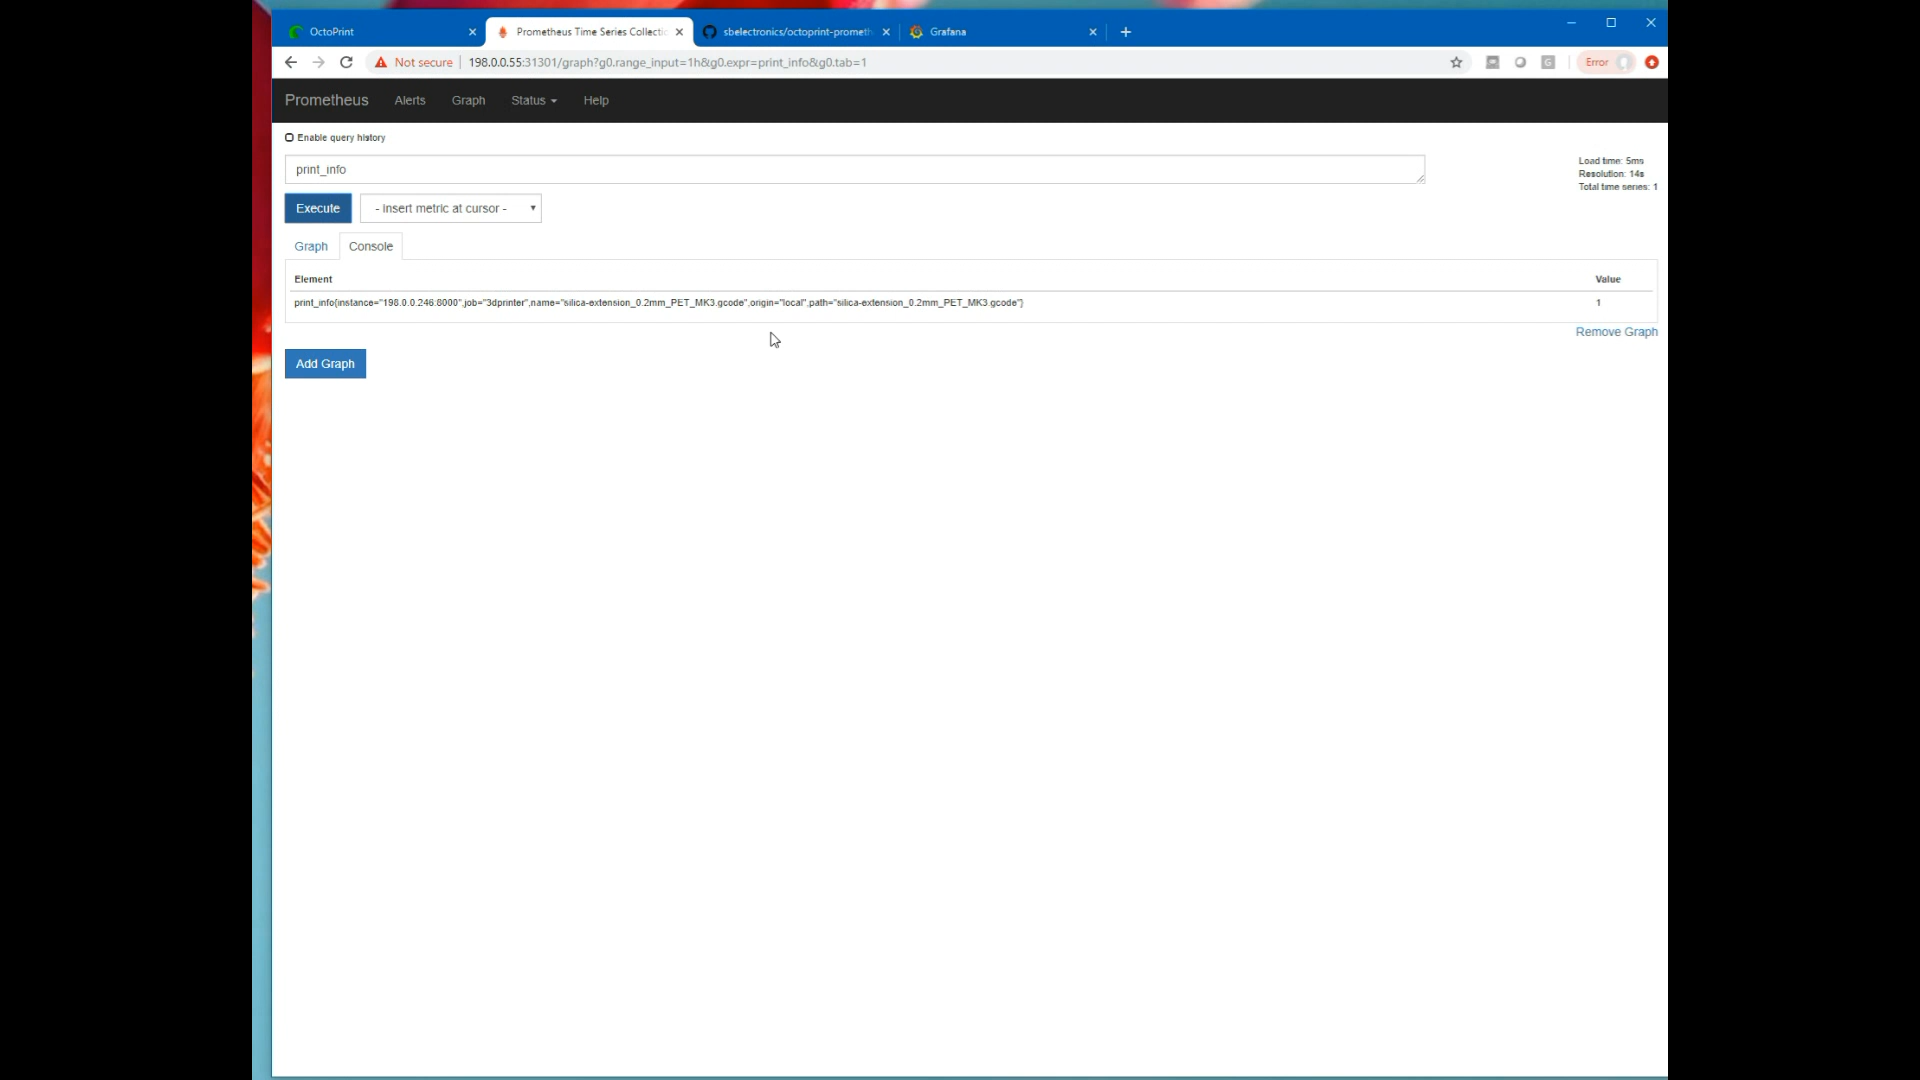 OctoPrint
Prometheus Time Series Collecti
sbelectronics/octoprint-prometh
Grafana
Not secure
198.0.0.55:31301/graph?g0.range_input=1h&g0.expr=print_info&g0.tab=1
G
Error
Prometheus
Alerts
Graph
Status
Help
Enable query history
print_info
Load time: 5ms
Resolution: 14s
Total time series: 1
Execute
- insert metric at cursor -
Graph
Console
Element
Value
print_info{instance="198.0.0.246:8000",job="3dprinter",name="silica-extension_0.2mm_PET_MK3.gcode",origin="local",path="silica-extension_0.2mm_PET_MK3.gcode"}
1
Remove Graph
Add Graph